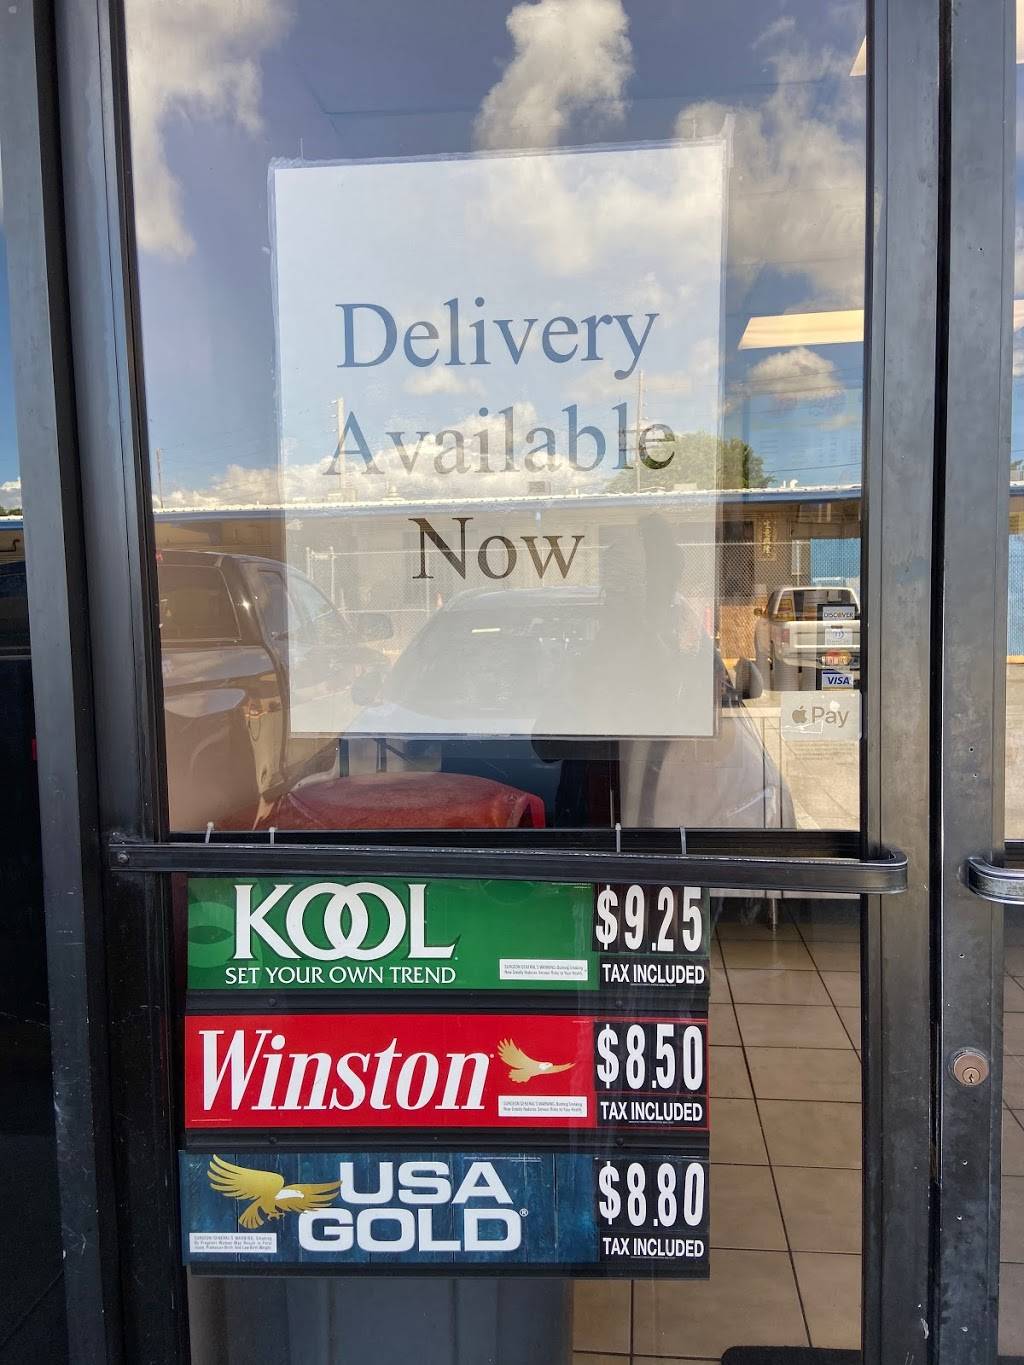 Delivery
Available
Now
DISCOVER
VISA
Pay
KOOL
SET YOUR OWN TREND
$9.25
TAX INCLUDED
Winston
$8.50
TAX INCLUDED
USA
GOLD®
$8.80
TAX INCLUDED